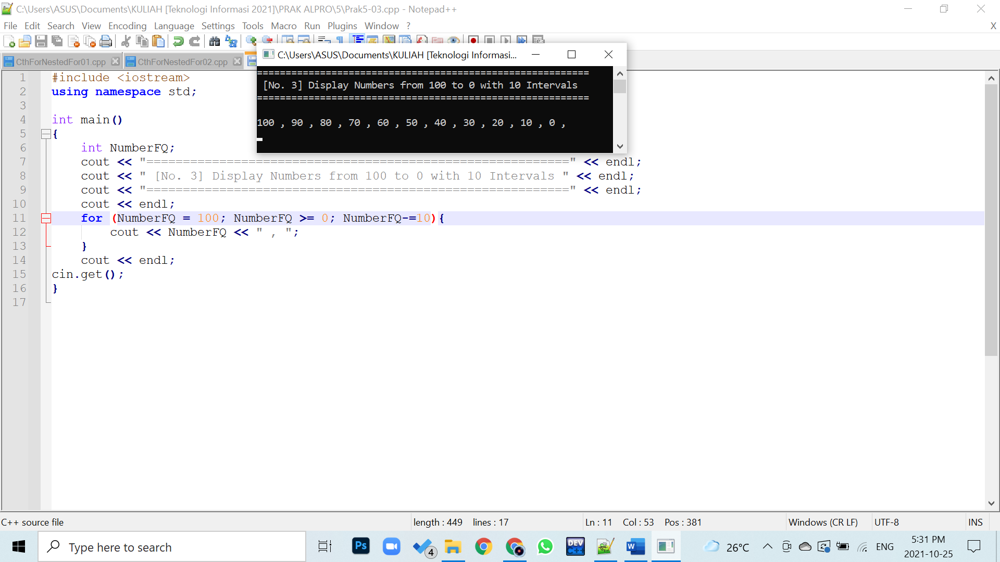 C:\Users\ASUS\Documents\KULIAH [Teknologi Informasi 2021]\PRAK ALPRO\5\Prak5-03.cpp - Notepad++
File Edit Search View Encoding Language Settings Tools Macro Run Plugins Window ? X
CthForNestedFor01.cpp CthForNestedFor02.cpp
C:\Users\ASUS\Documents\KULIAH [Teknologi Informasi...
==========================================================
[No. 3] Display Numbers from 100 to 0 with 10 Intervals
==========================================================
100 , 90 , 80 , 70 , 60 , 50 , 40 , 30 , 20 , 10 , 0 ,
1 #include <iostream>
2 using namespace std;
3
4 int main()
5 {
6 int NumberFQ;
7 cout << "==========================================================" << endl;
8 cout << " [No. 3] Display Numbers from 100 to 0 with 10 Intervals " << endl;
9 cout << "==========================================================" << endl;
10 cout << endl;
11 for (NumberFQ = 100; NumberFQ >= 0; NumberFQ-=10){
12 cout << NumberFQ << " , ";
13 }
14 cout << endl;
15 cin.get();
16 }
17
C++ source file length : 449 lines : 17 Ln : 11 Col : 53 Pos : 381 Windows (CR LF) UTF-8 INS
Type here to search Ps 4 DEV C++ W 26°C ENG 5:31 PM
2021-10-25